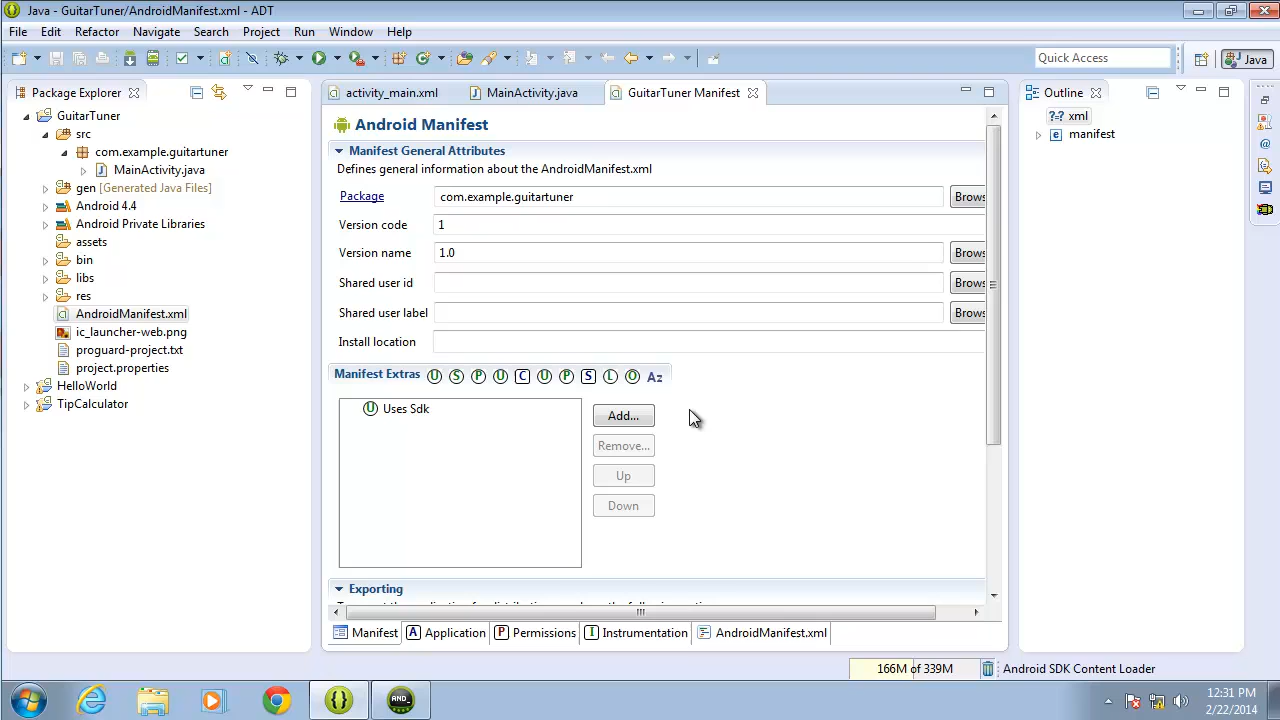 Java - GuitarTuner/AndroidManifest.xml - ADT
File Edit Refactor Navigate Search Project Run Window Help
Quick Access
Java
Package Explorer
GuitarTuner
src
com.example.guitartuner
MainActivity.java
gen [Generated Java Files]
Android 4.4
Android Private Libraries
assets
bin
libs
res
AndroidManifest.xml
ic_launcher-web.png
proguard-project.txt
project.properties
HelloWorld
TipCalculator
activity_main.xml
MainActivity.java
GuitarTuner Manifest
Android Manifest
Manifest General Attributes
Defines general information about the AndroidManifest.xml
Package com.example.guitartuner Brows
Version code 1
Version name 1.0 Brows
Shared user id Brows
Shared user label Brows
Install location
Manifest Extras U S P U C U P S L O Az
U Uses Sdk
Add...
Remove...
Up
Down
Exporting
Manifest A Application P Permissions I Instrumentation AndroidManifest.xml
Outline
?-? xml
e manifest
166M of 339M
Android SDK Content Loader
AND
12:31 PM
2/22/2014